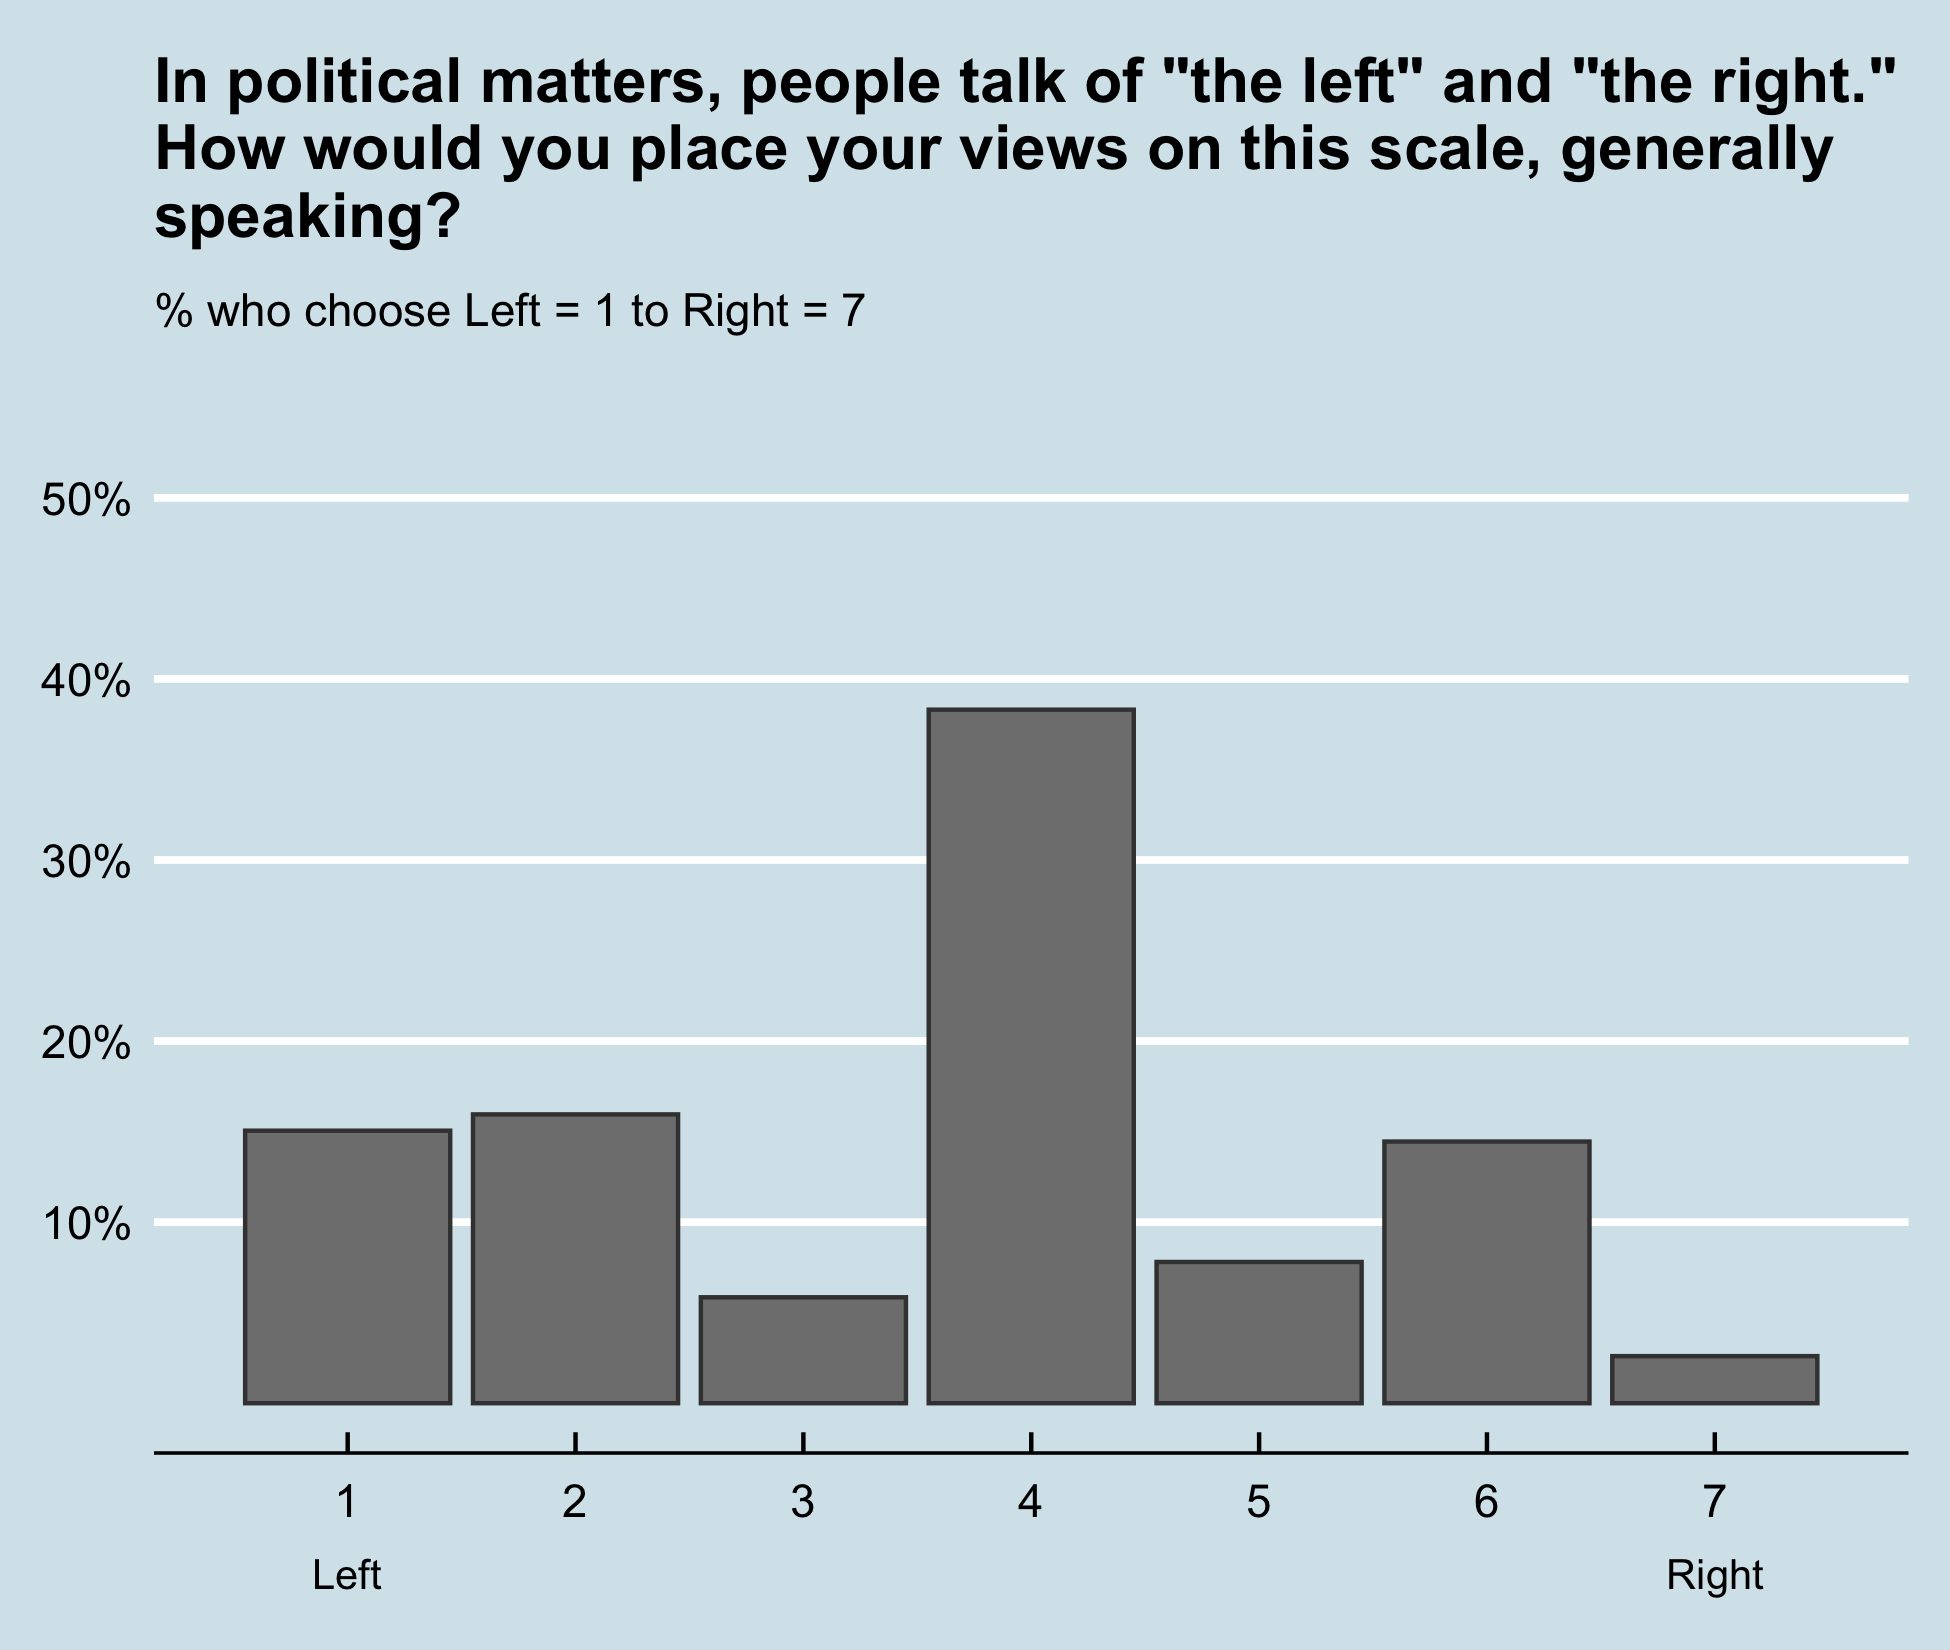 In political matters, people talk of "the left" and "the right."
How would you place your views on this scale, generally
speaking?
% who choose Left = 1 to Right = 7
50%
40%
30%
20%
10%
1 2 3 4 5 6 7
Left Right